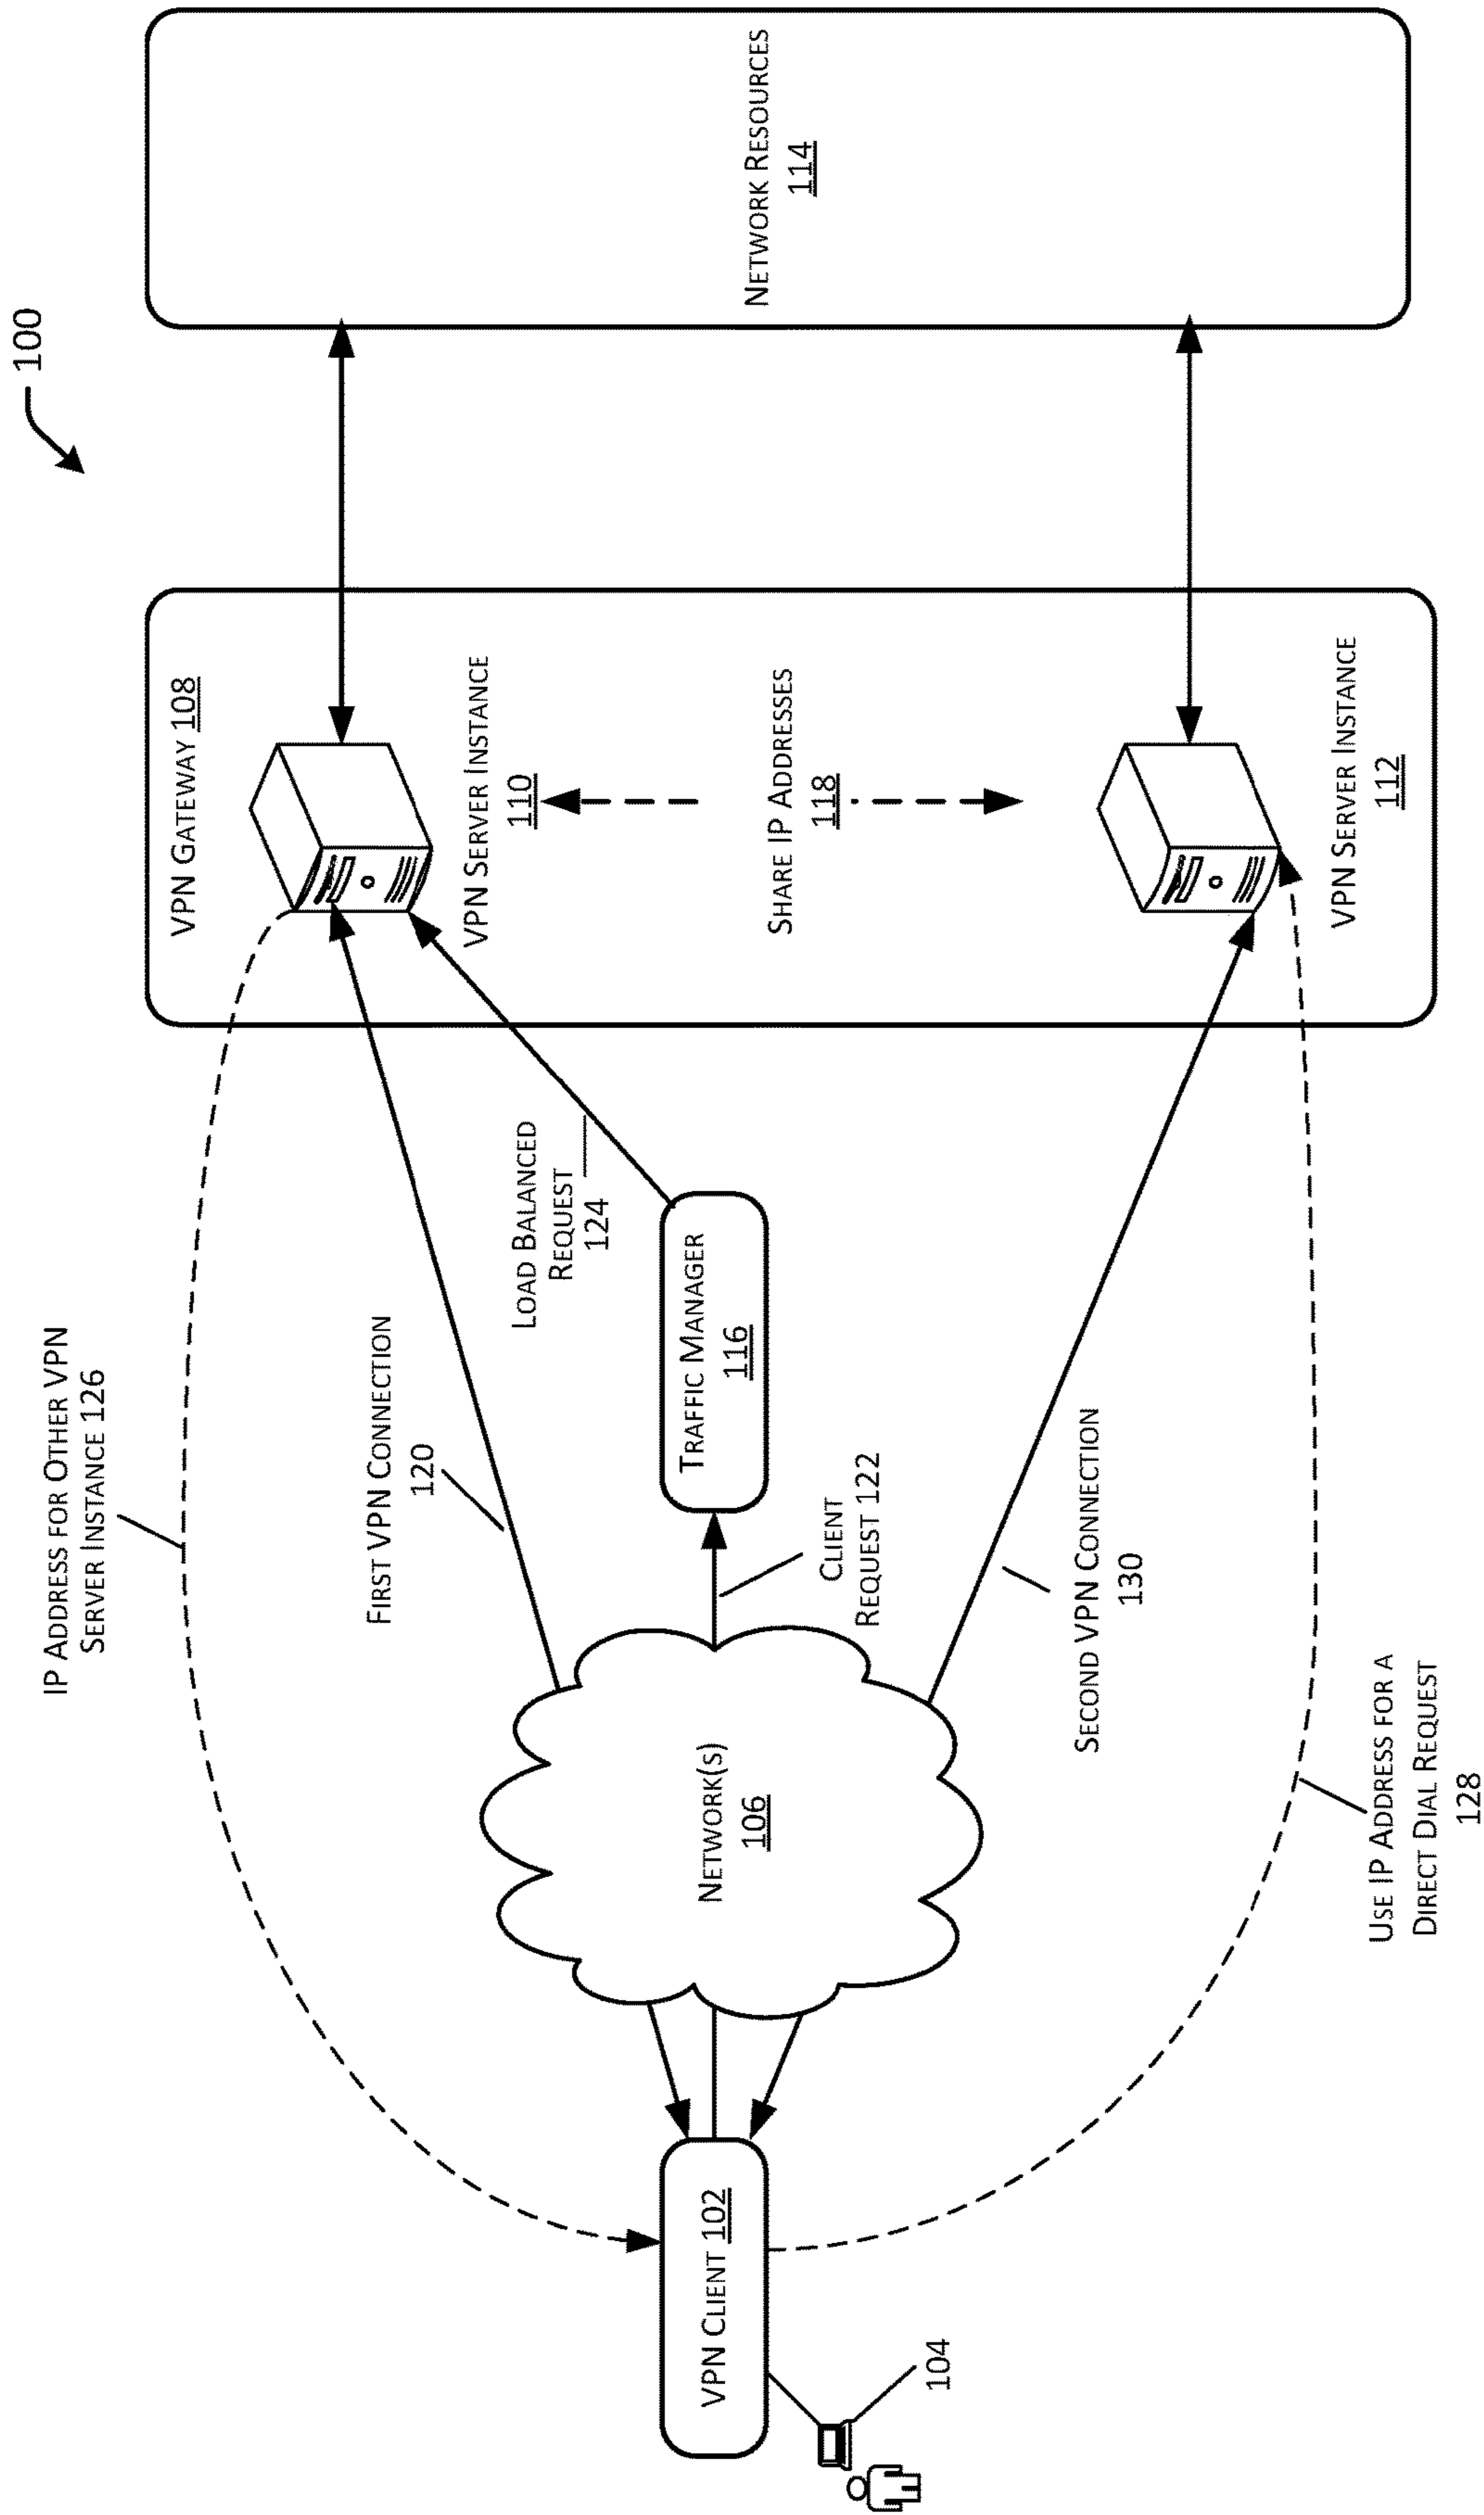 100
IP ADDRESS FOR OTHER VPN
SERVER INSTANCE 126
VPN GATEWAY 108
VPN SERVER INSTANCE
110
SHARE IP ADDRESSES
118
VPN SERVER INSTANCE
112
NETWORK RESOURCES
114
FIRST VPN CONNECTION
120
LOAD BALANCED
REQUEST
124
TRAFFIC MANAGER
116
CLIENT
REQUEST 122
SECOND VPN CONNECTION
130
NETWORK(S)
106
VPN CLIENT 102
104
USE IP ADDRESS FOR A
DIRECT DIAL REQUEST
128